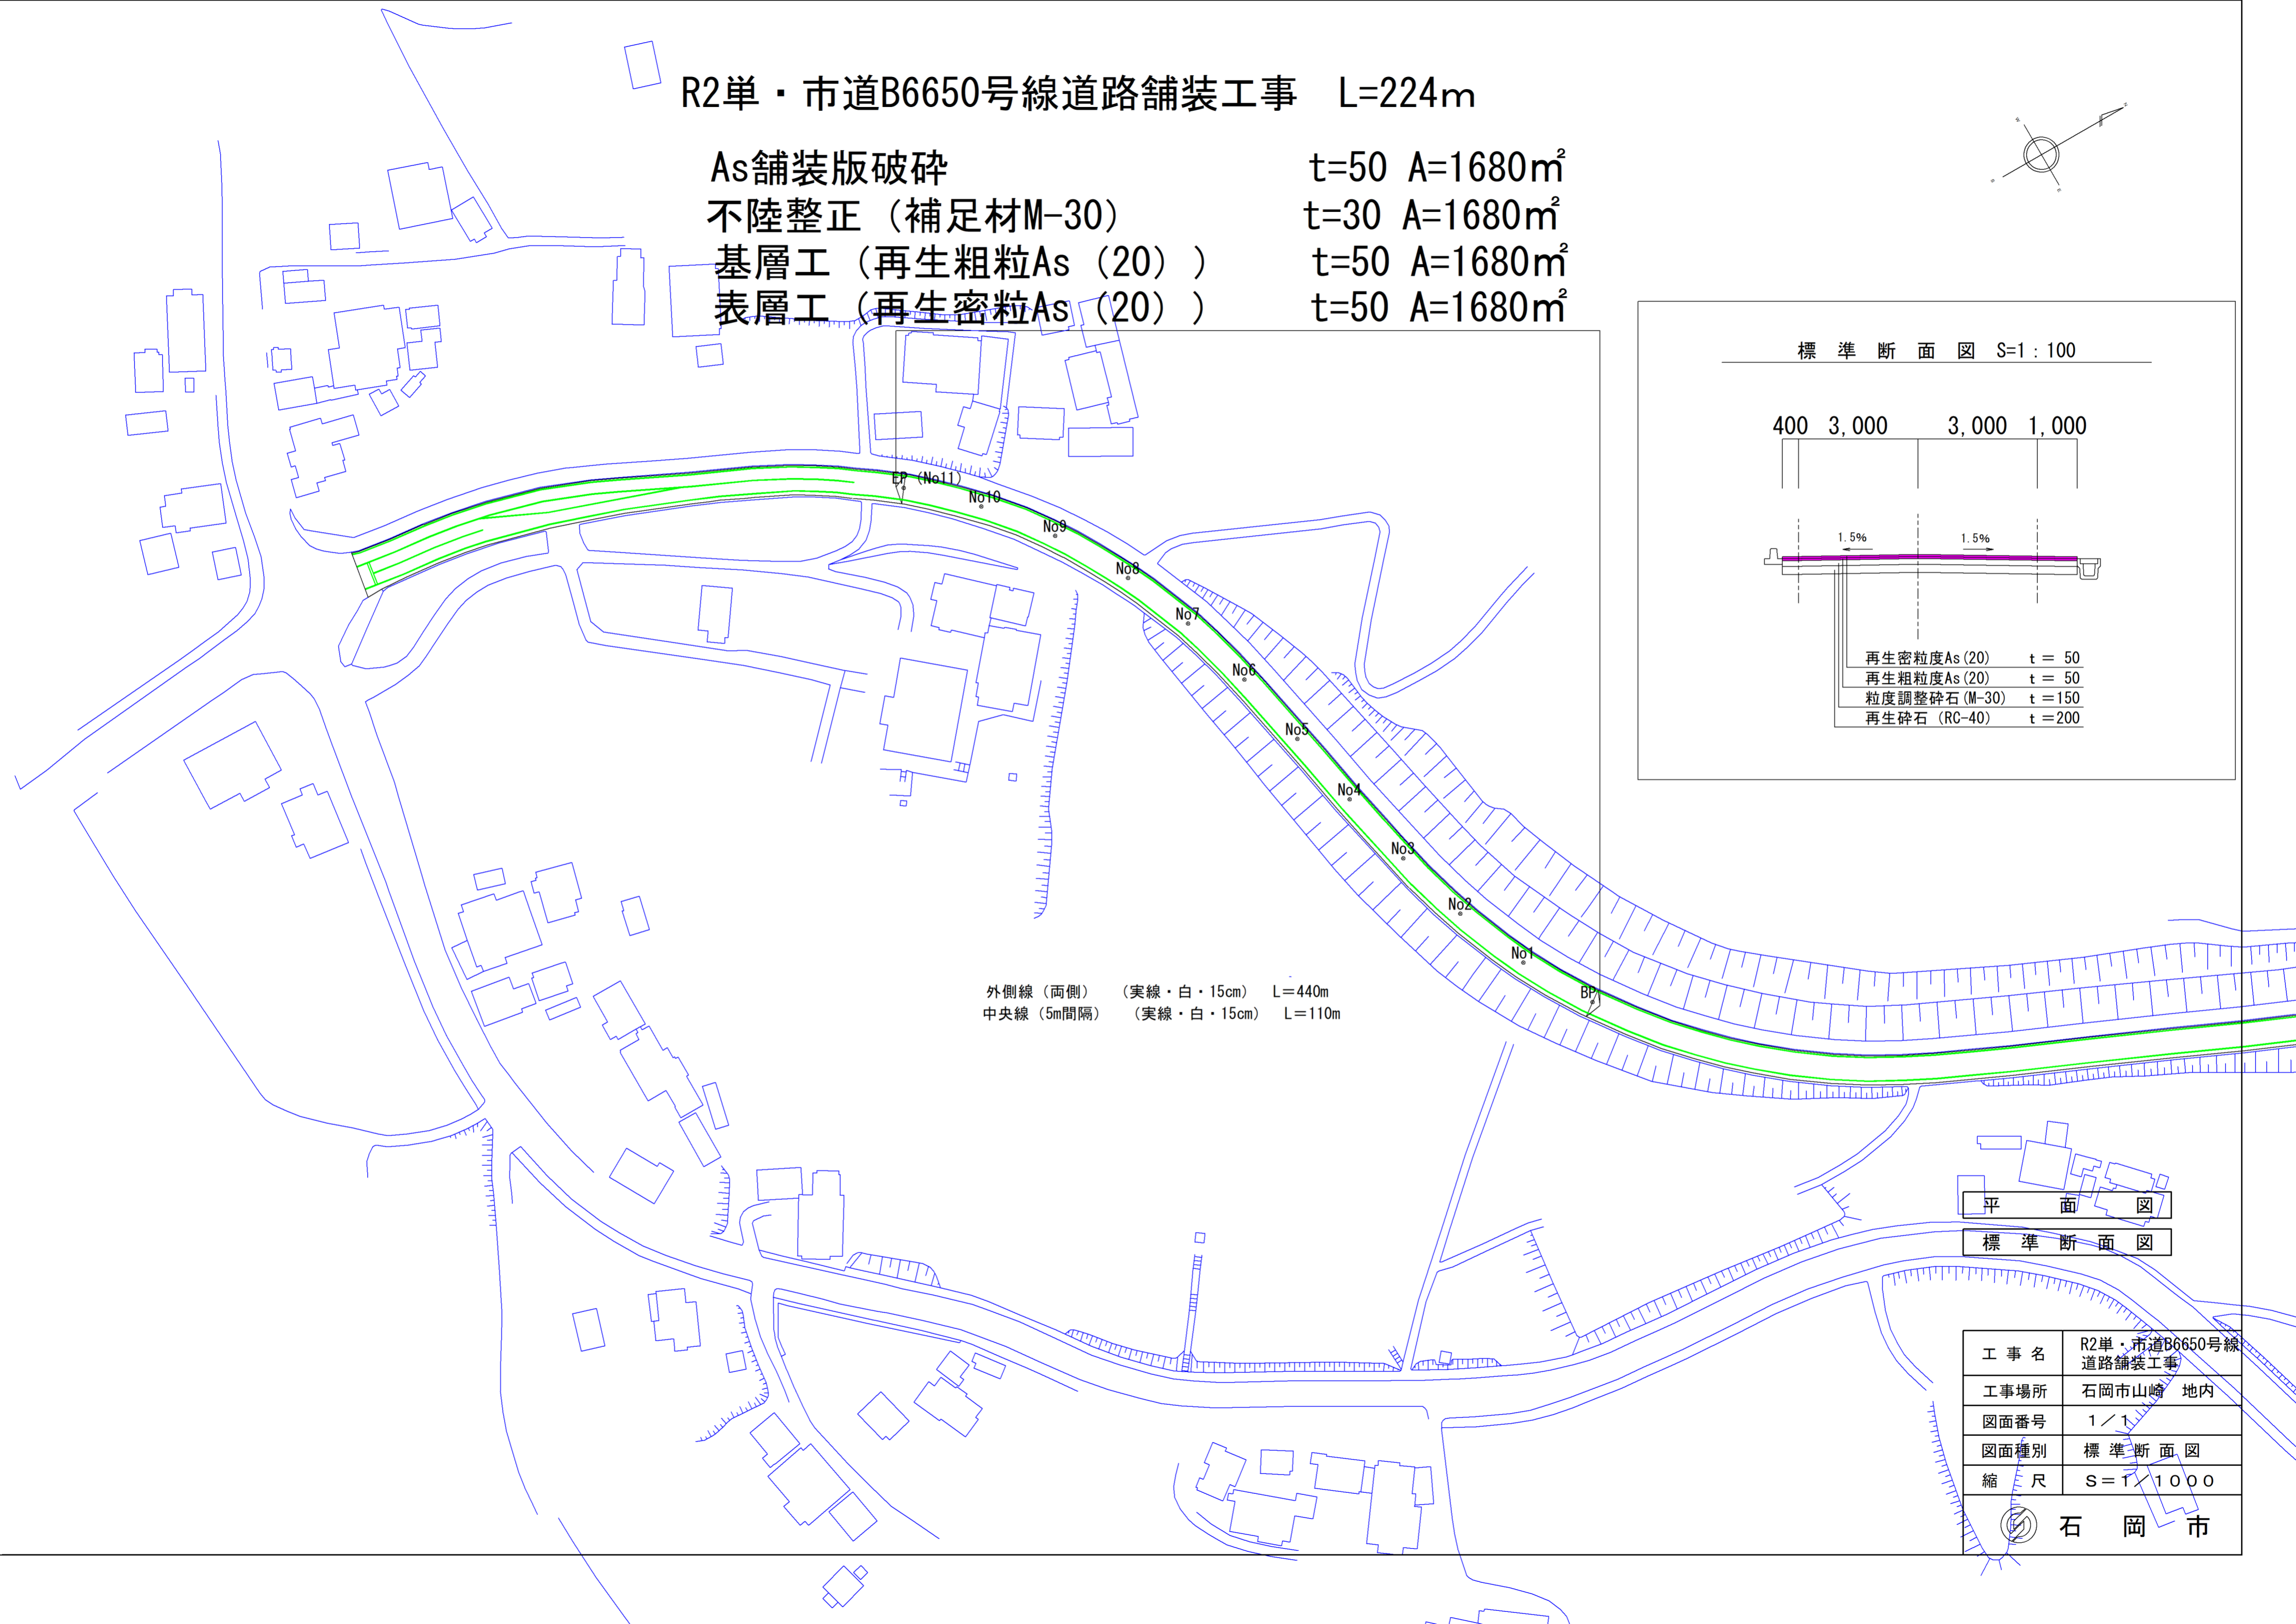 R2単・市道B6650号線道路舗装工事　L=224m
As舗装版破砕　t=50 A=1680㎡
不陸整正（補足材M-30）　t=30 A=1680㎡
基層工（再生粗粒As（20））　t=50 A=1680㎡
表層工（再生密粒As（20））　t=50 A=1680㎡
標 準 断 面 図 S=1：100
400 3,000 3,000 1,000
1.5% 1.5%
再生密粒度As(20) t = 50
再生粗粒度As(20) t = 50
粒度調整砕石(M-30) t =150
再生砕石 (RC-40) t =200
EP (No11)
No10
No9
No8
No7
No6
No5
No4
No3
No2
No1
BP
外側線（両側）　（実線・白・15cm）　L＝440m
中央線（5m間隔）　（実線・白・15cm）　L＝110m
平 面 図
標 準 断 面 図
工 事 名 R2単・市道B6650号線
道路舗装工事
工事場所 石岡市山崎　地内
図面番号 １／１
図面種別 標 準 断 面 図
縮　尺 Ｓ＝１／１０００
石 岡 市